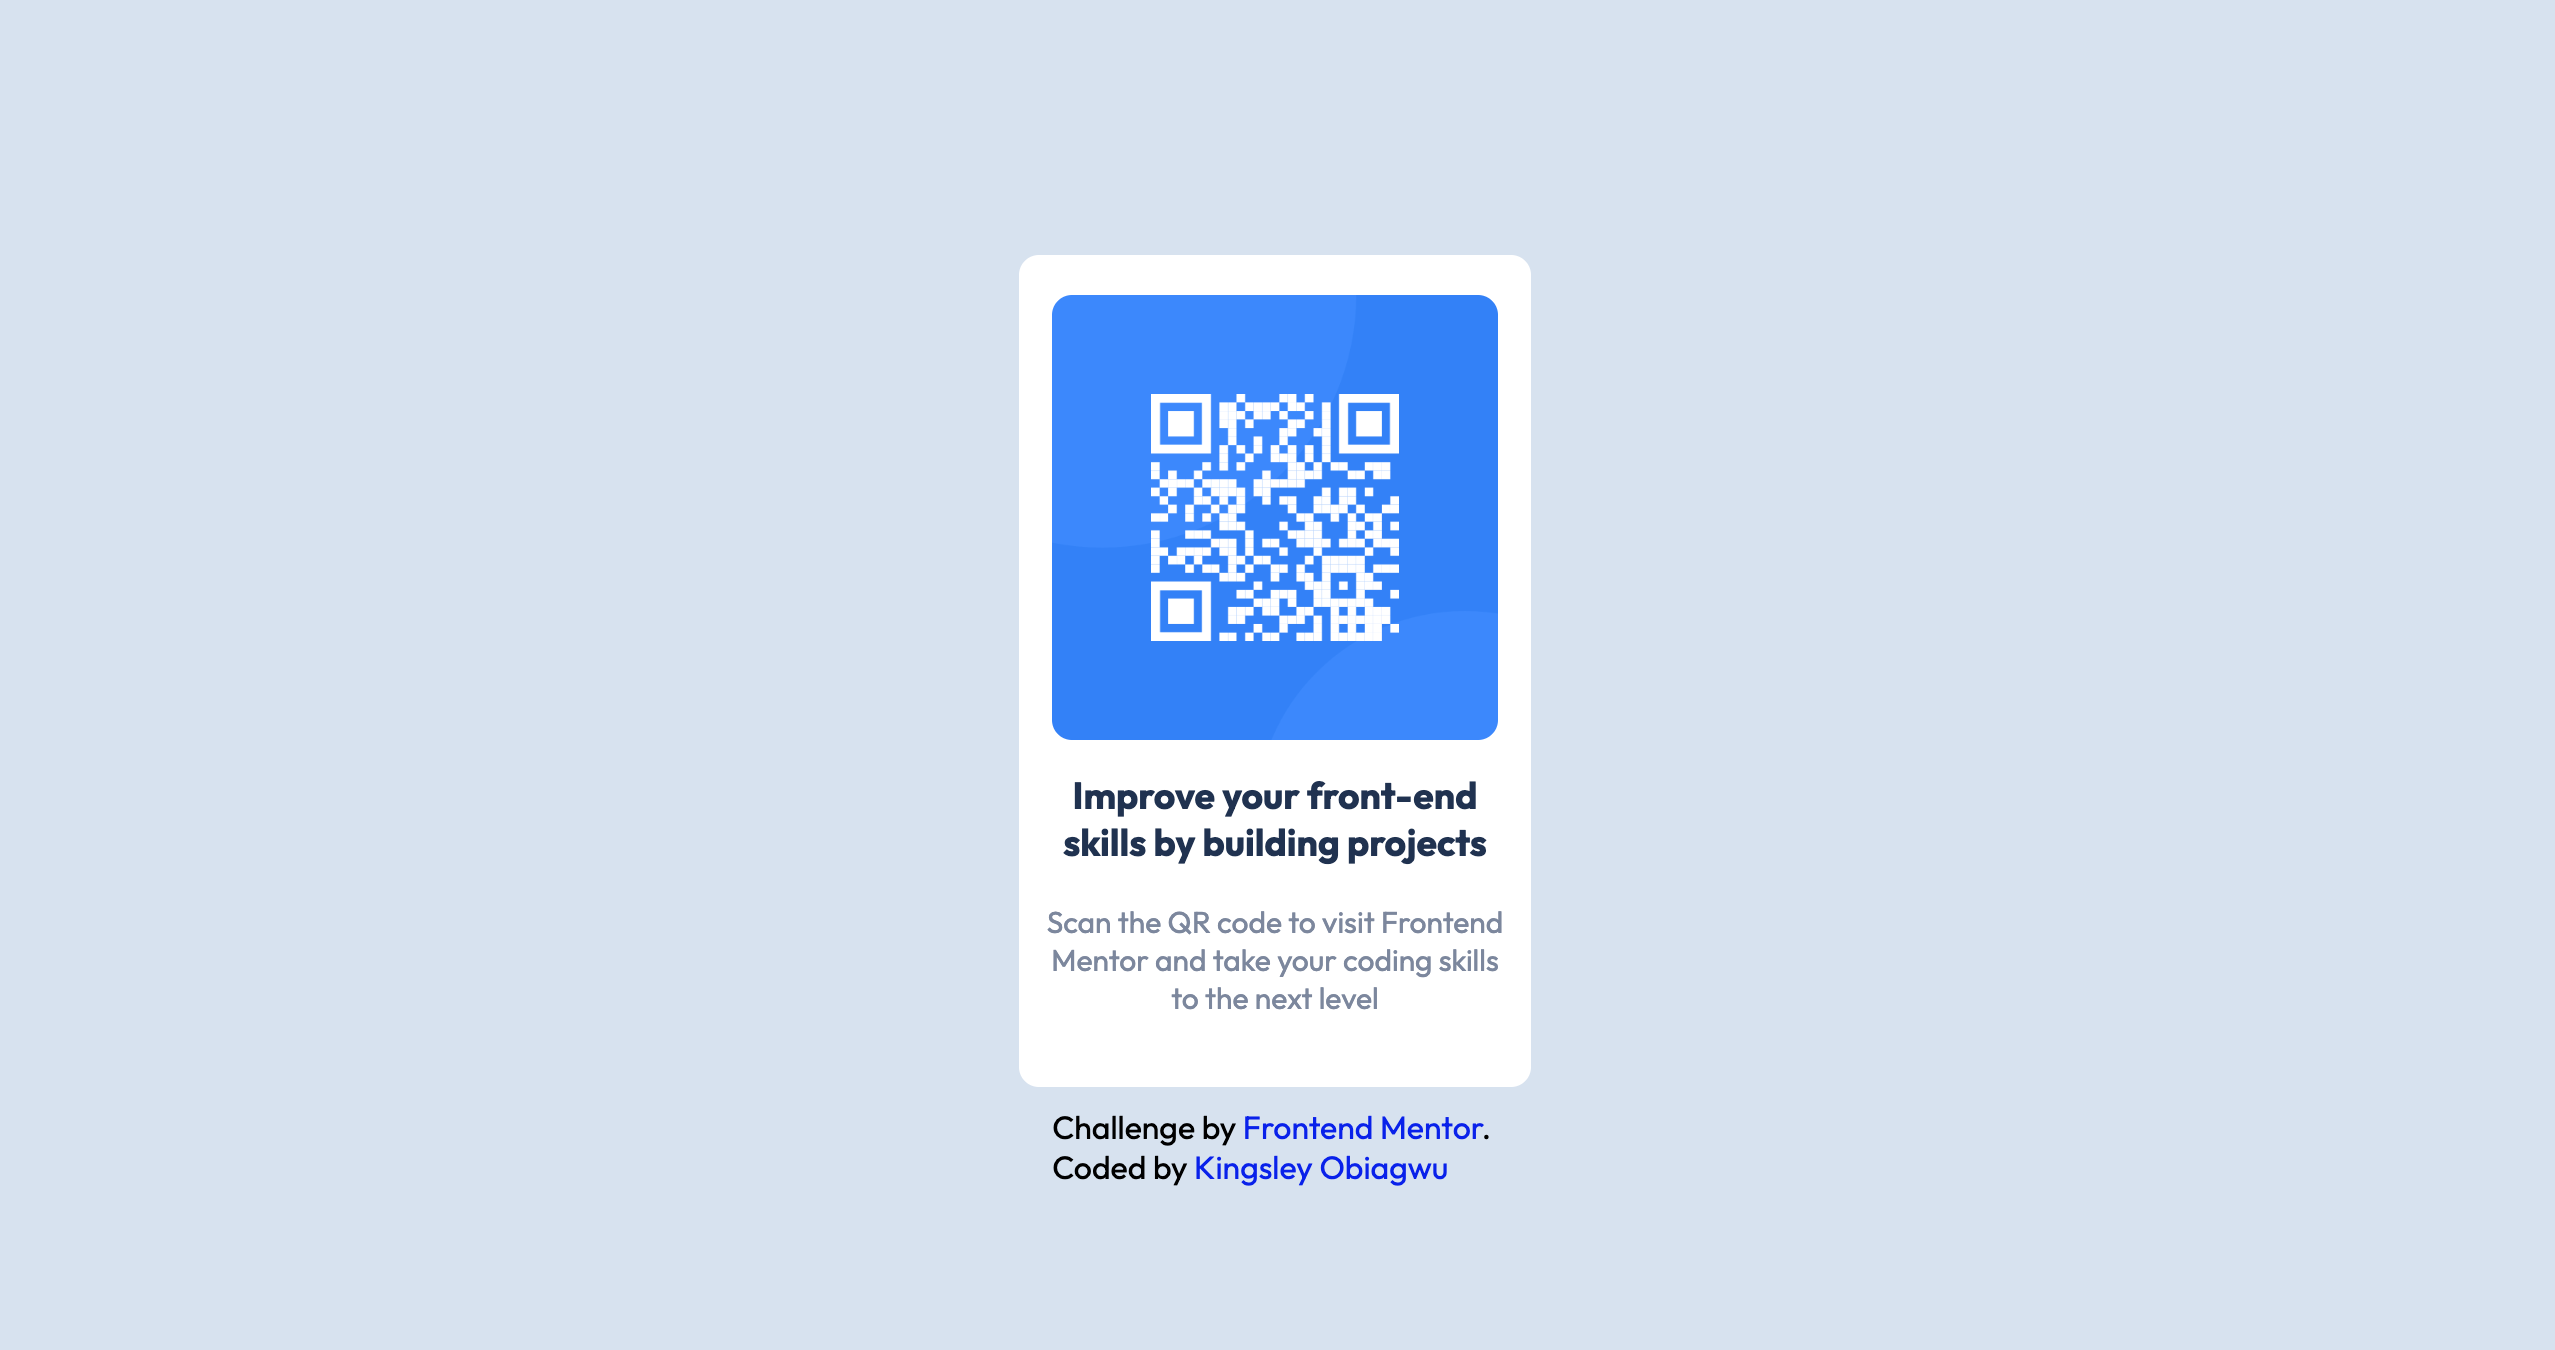 Improve your front-end
skills by building projects
Scan the QR code to visit Frontend
Mentor and take your coding skills
to the next level
Challenge by Frontend Mentor.
Coded by Kingsley Obiagwu